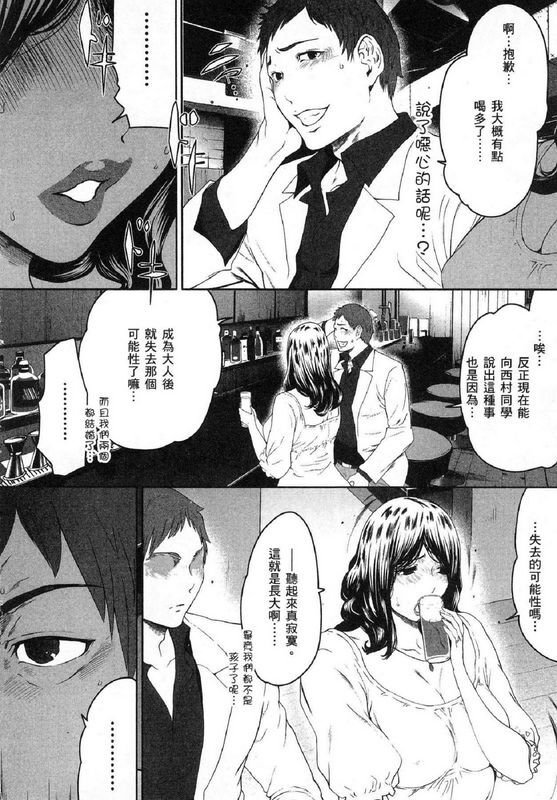 啊…抱歉…
我大概有點
喝多了……
說了噁心的話呢…?
…………
唉…
反正現在能
向西村同學
說出這種事
也是因為…
成為大人後
就失去那個
可能性了嘛…
而且我們兩個
都結婚了…
…………
…失去的可能性嗎…
——聽起來真寂寞。
這就是長大啊……
畢竟我們都不是
孩子了呢…
…………